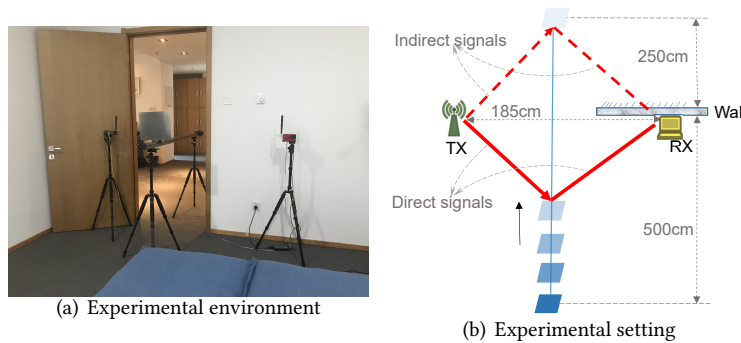 (a) Experimental environment
Indirect signals
250cm
185cm
Wal
TX
RX
Direct signals
500cm
(b) Experimental setting